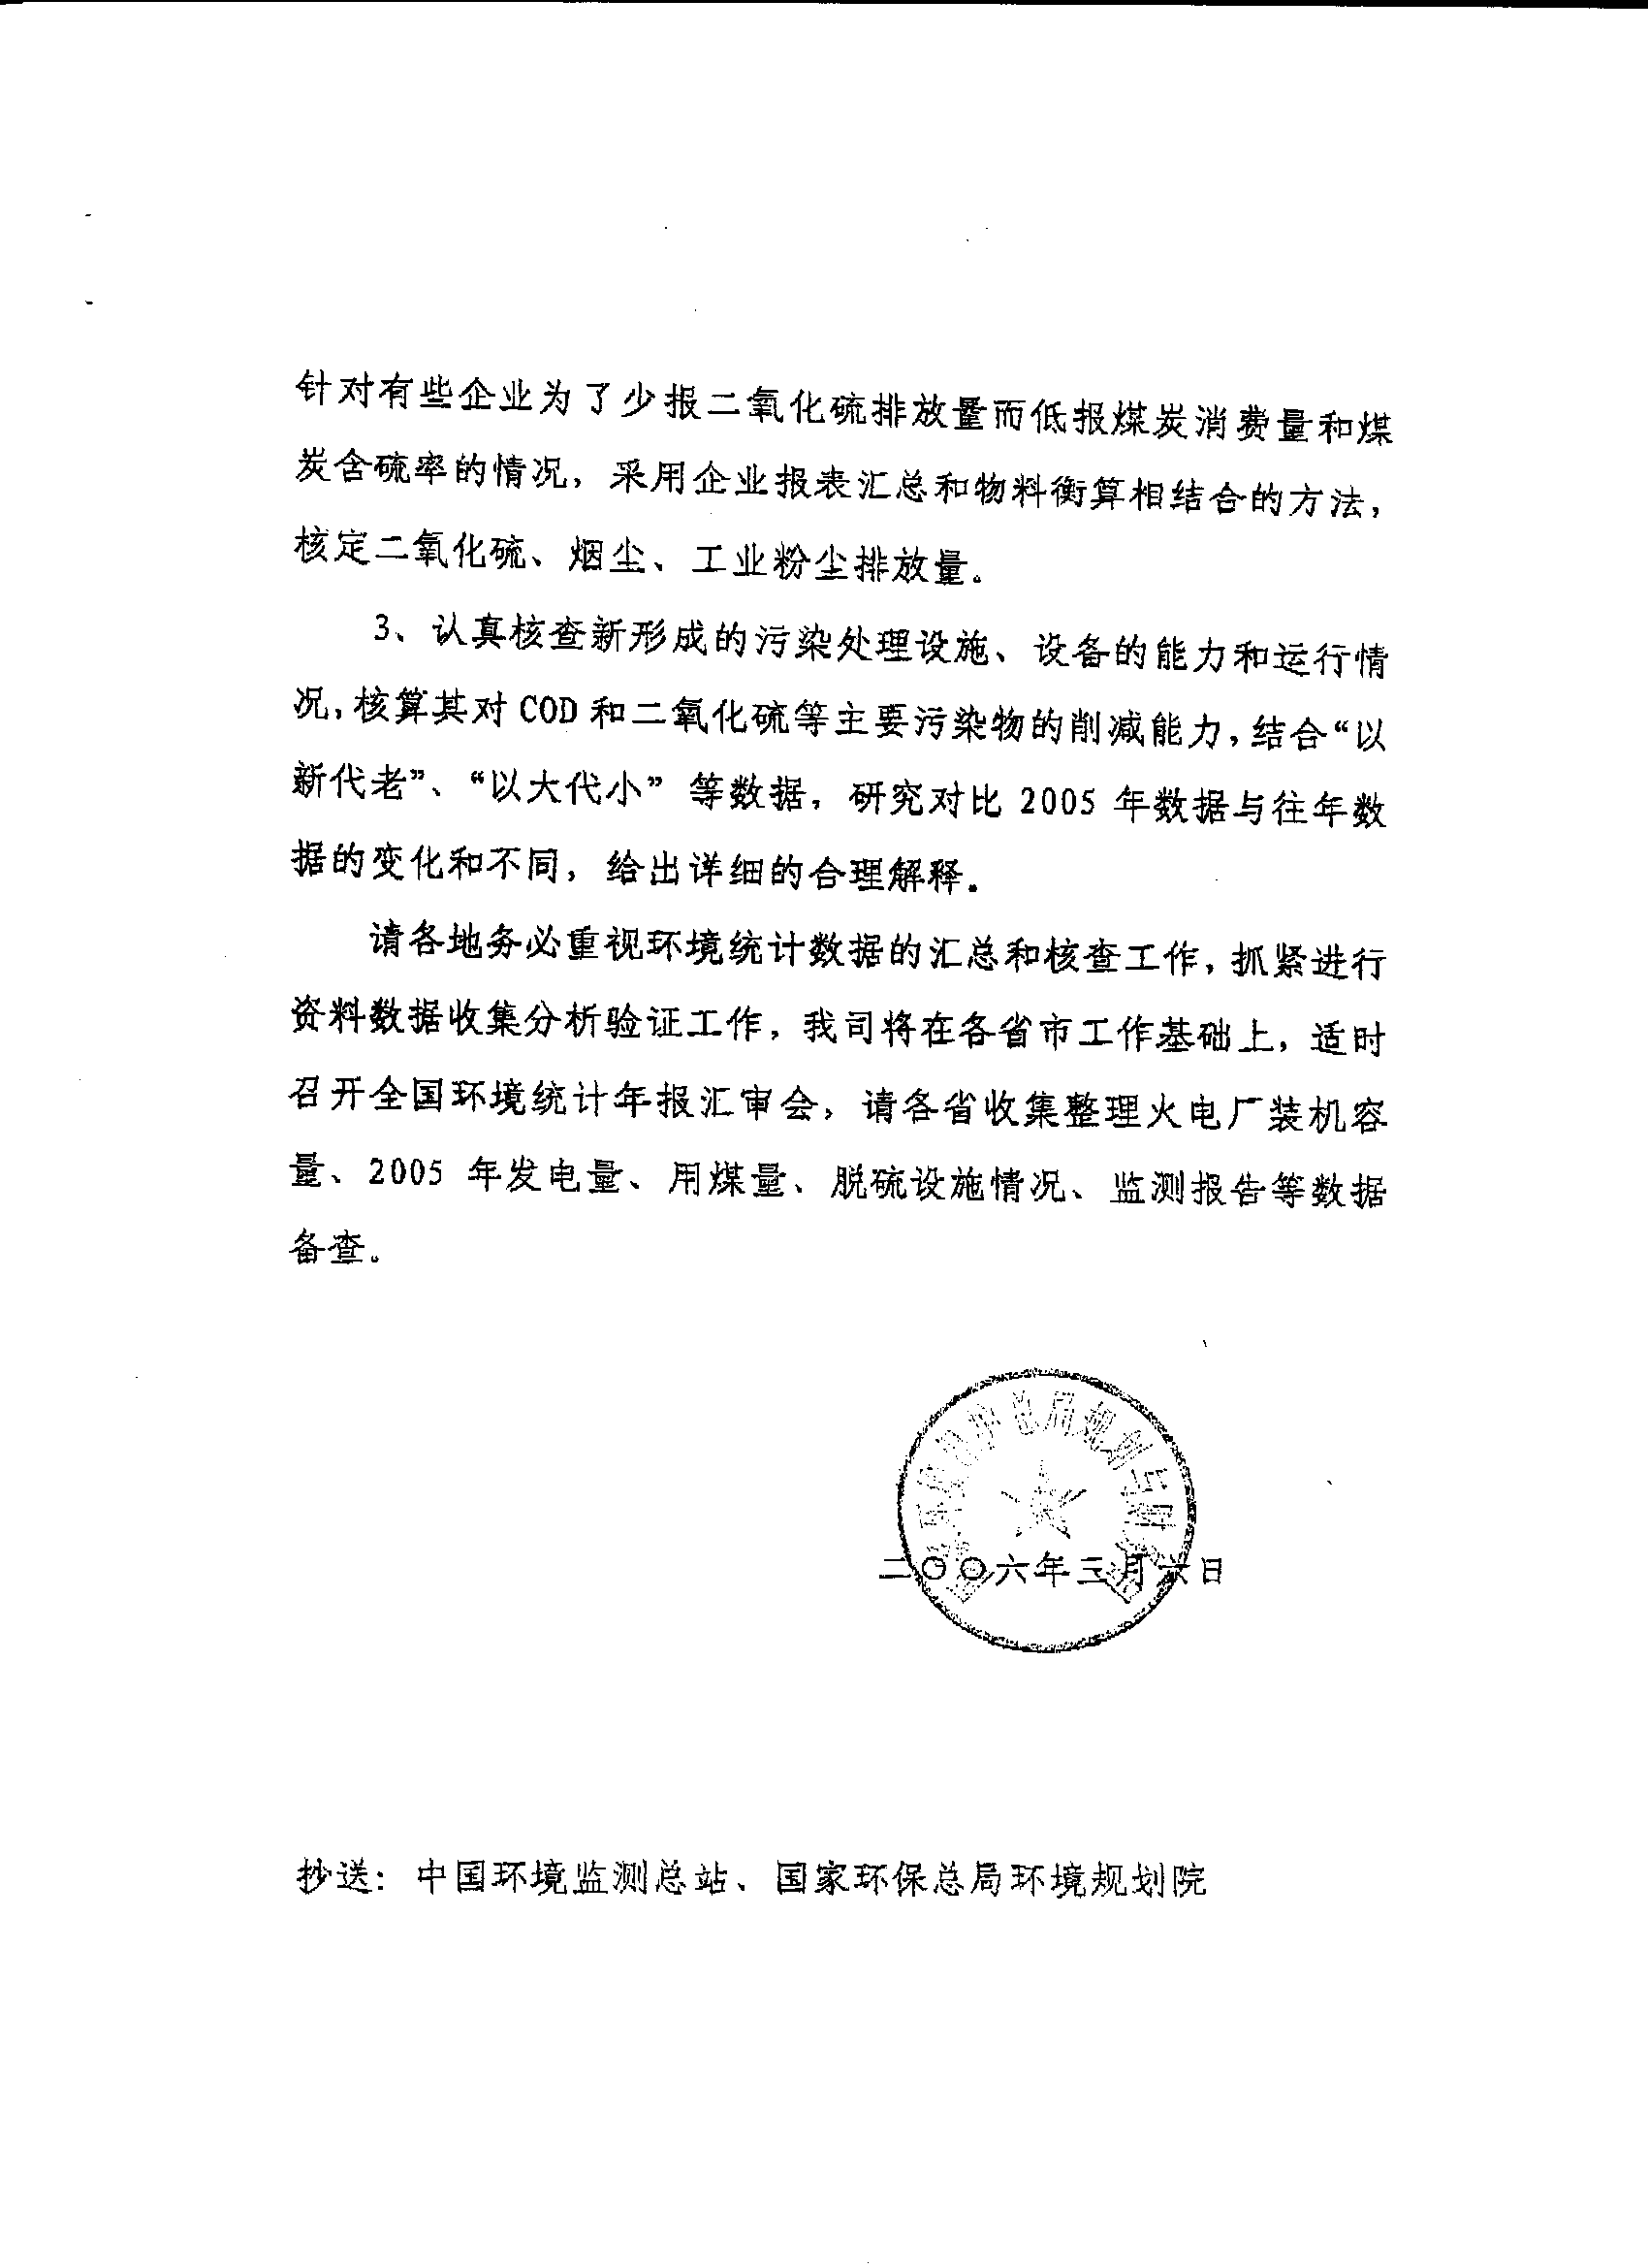 针对有些企业为了少报二氧化硫排放量而低报煤炭消费量和煤
炭含硫率的情况，采用企业报表汇总和物料衡算相结合的方法，
核定二氧化硫、烟尘、工业粉尘排放量。
3、认真核查新形成的污染处理设施、设备的能力和运行情
况，核算其对 COD 和二氧化硫等主要污染物的削减能力，结合“以
新代老”、“以大代小” 等数据，研究对比 2005 年数据与往年数
据的变化和不同，给出详细的合理解释。
请各地务必重视环境统计数据的汇总和核查工作，抓紧进行
资料数据收集分析验证工作，我司将在各省市工作基础上，适时
召开全国环境统计年报汇审会，请各省收集整理火电厂装机容
量、2005 年发电量、用煤量、脱硫设施情况、监测报告等数据
备查。
护总局规划与财
二〇〇六年三月六日
抄送：中国环境监测总站、国家环保总局环境规划院